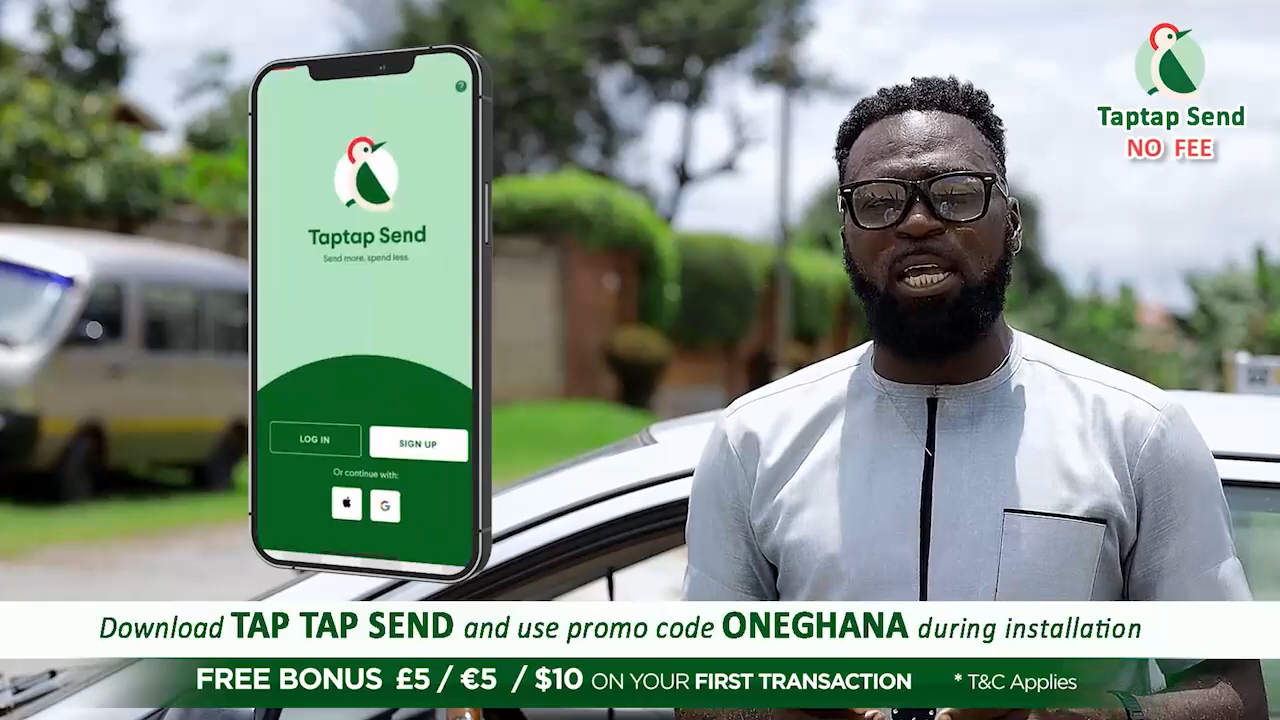 Taptap Send
NO FEE
Taptap Send
Send more, spend less.
LOG IN
SIGN UP
Or continue with:
G
Download TAP TAP SEND and use promo code ONEGHANA during installation
FREE BONUS £5 / €5 / $10 ON YOUR FIRST TRANSACTION * T&C Applies